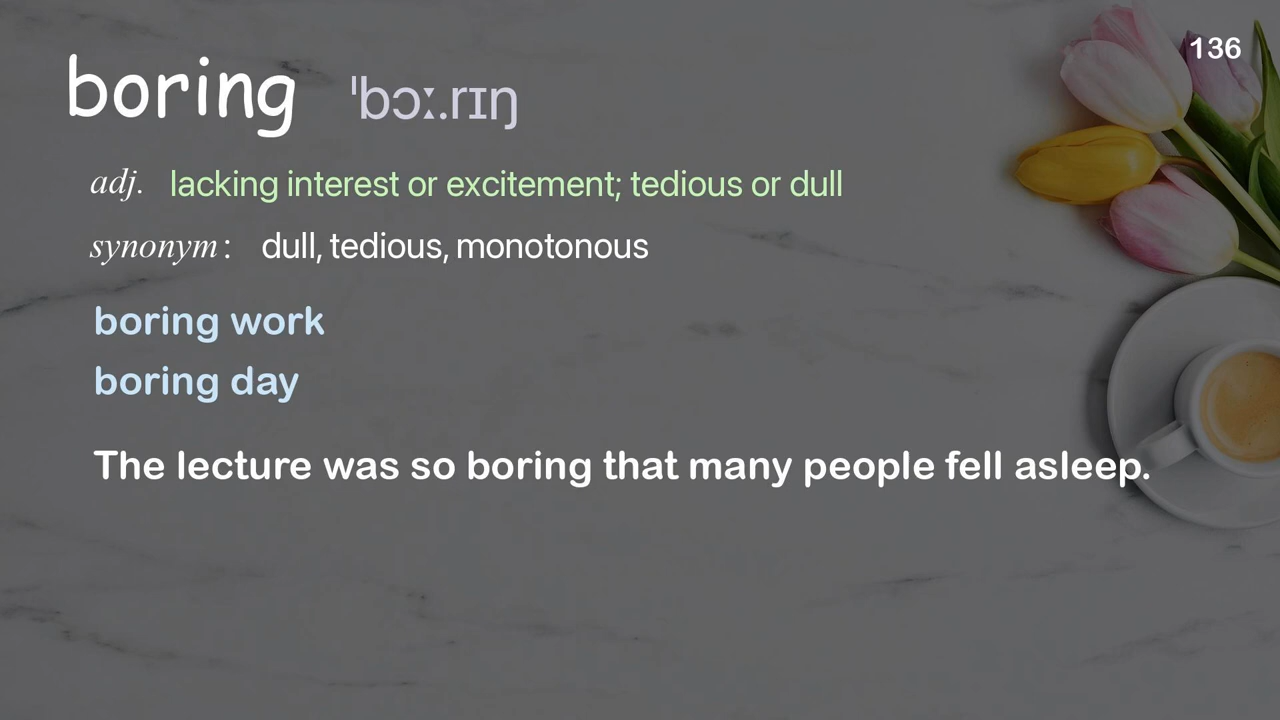 136
boring ˈbɔː.rɪŋ
adj. lacking interest or excitement; tedious or dull
synonym: dull, tedious, monotonous
boring work
boring day
The lecture was so boring that many people fell asleep.